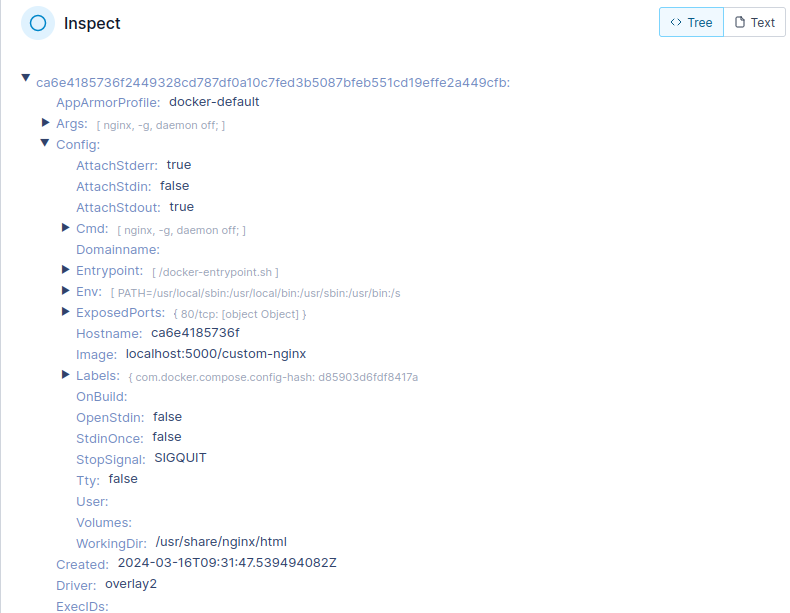 Inspect
Tree
Text
ca6e4185736f2449328cd787df0a10c7fed3b5087bfeb551cd19effe2a449cfb:
AppArmorProfile: docker-default
Args: [ nginx, -g, daemon off; ]
Config:
AttachStderr: true
AttachStdin: false
AttachStdout: true
Cmd: [ nginx, -g, daemon off; ]
Domainname:
Entrypoint: [ /docker-entrypoint.sh ]
Env: [ PATH=/usr/local/sbin:/usr/local/bin:/usr/sbin:/usr/bin:/s
ExposedPorts: { 80/tcp: [object Object] }
Hostname: ca6e4185736f
Image: localhost:5000/custom-nginx
Labels: { com.docker.compose.config-hash: d85903d6fdf8417a
OnBuild:
OpenStdin: false
StdinOnce: false
StopSignal: SIGQUIT
Tty: false
User:
Volumes:
WorkingDir: /usr/share/nginx/html
Created: 2024-03-16T09:31:47.539494082Z
Driver: overlay2
ExecIDs: